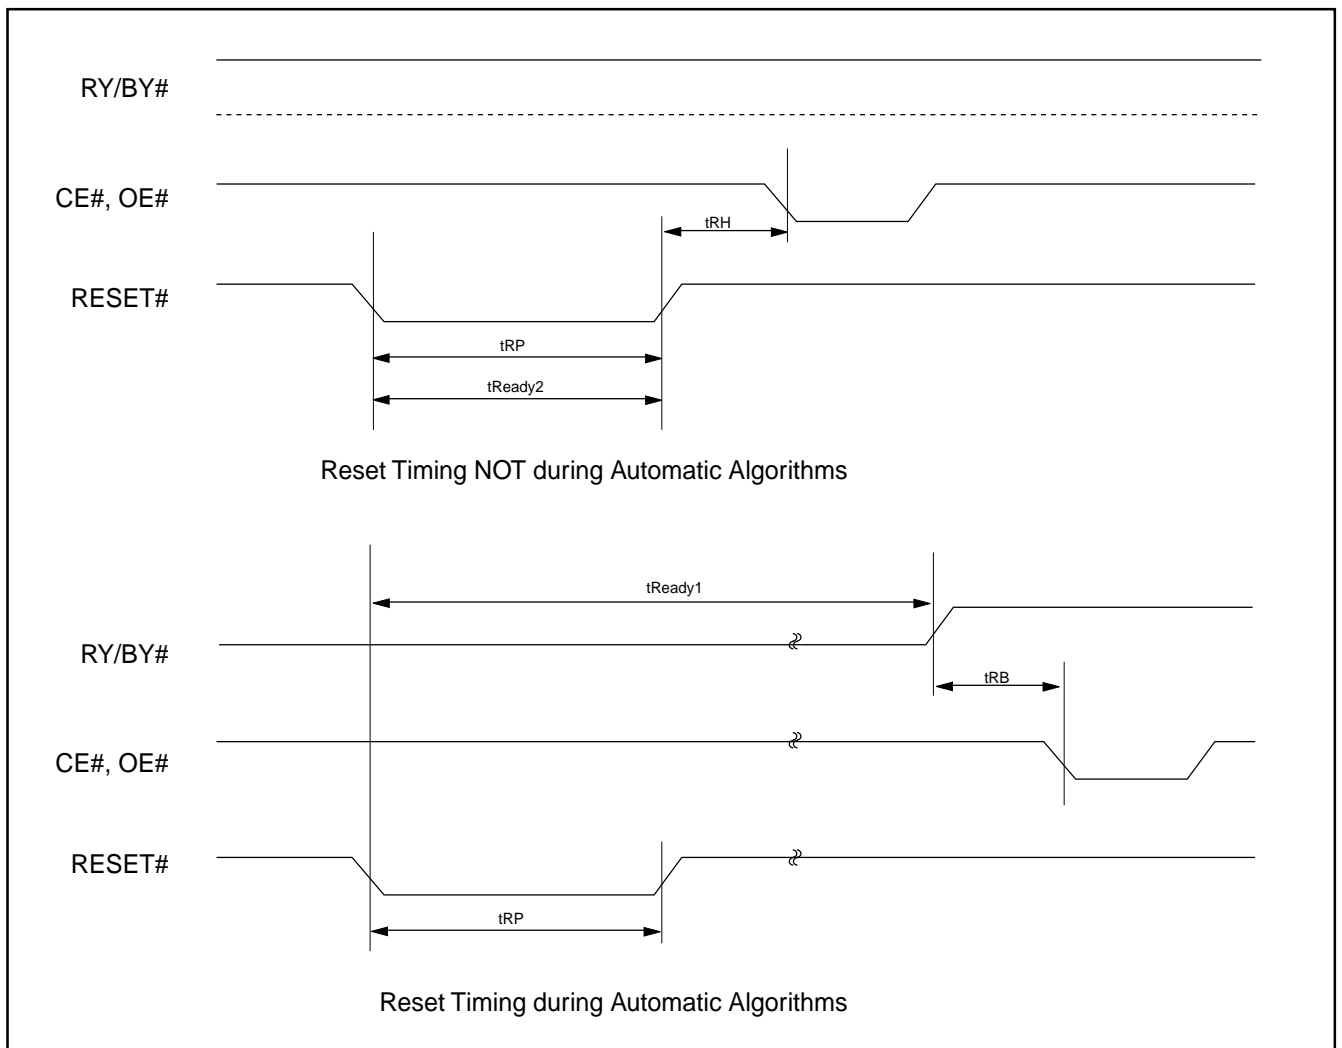 RY/BY#
CE#, OE#
tRH
RESET#
tRP
tReady2
Reset Timing NOT during Automatic Algorithms
tReady1
RY/BY#
tRB
CE#, OE#
RESET#
tRP
Reset Timing during Automatic Algorithms